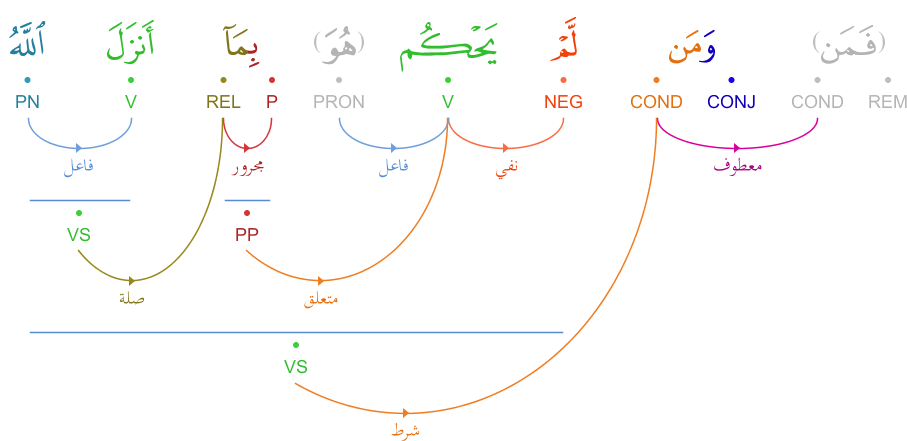 (فَمَن) وَمَن لَّمْ يَحْكُم (هُوَ) بِمَآ أَنزَلَ ٱللَّهُ
REM COND CONJ COND NEG V PRON P REL V PN
معطوف نفي فاعل مجرور فاعل
PP VS
متعلق صلة
VS
شرط